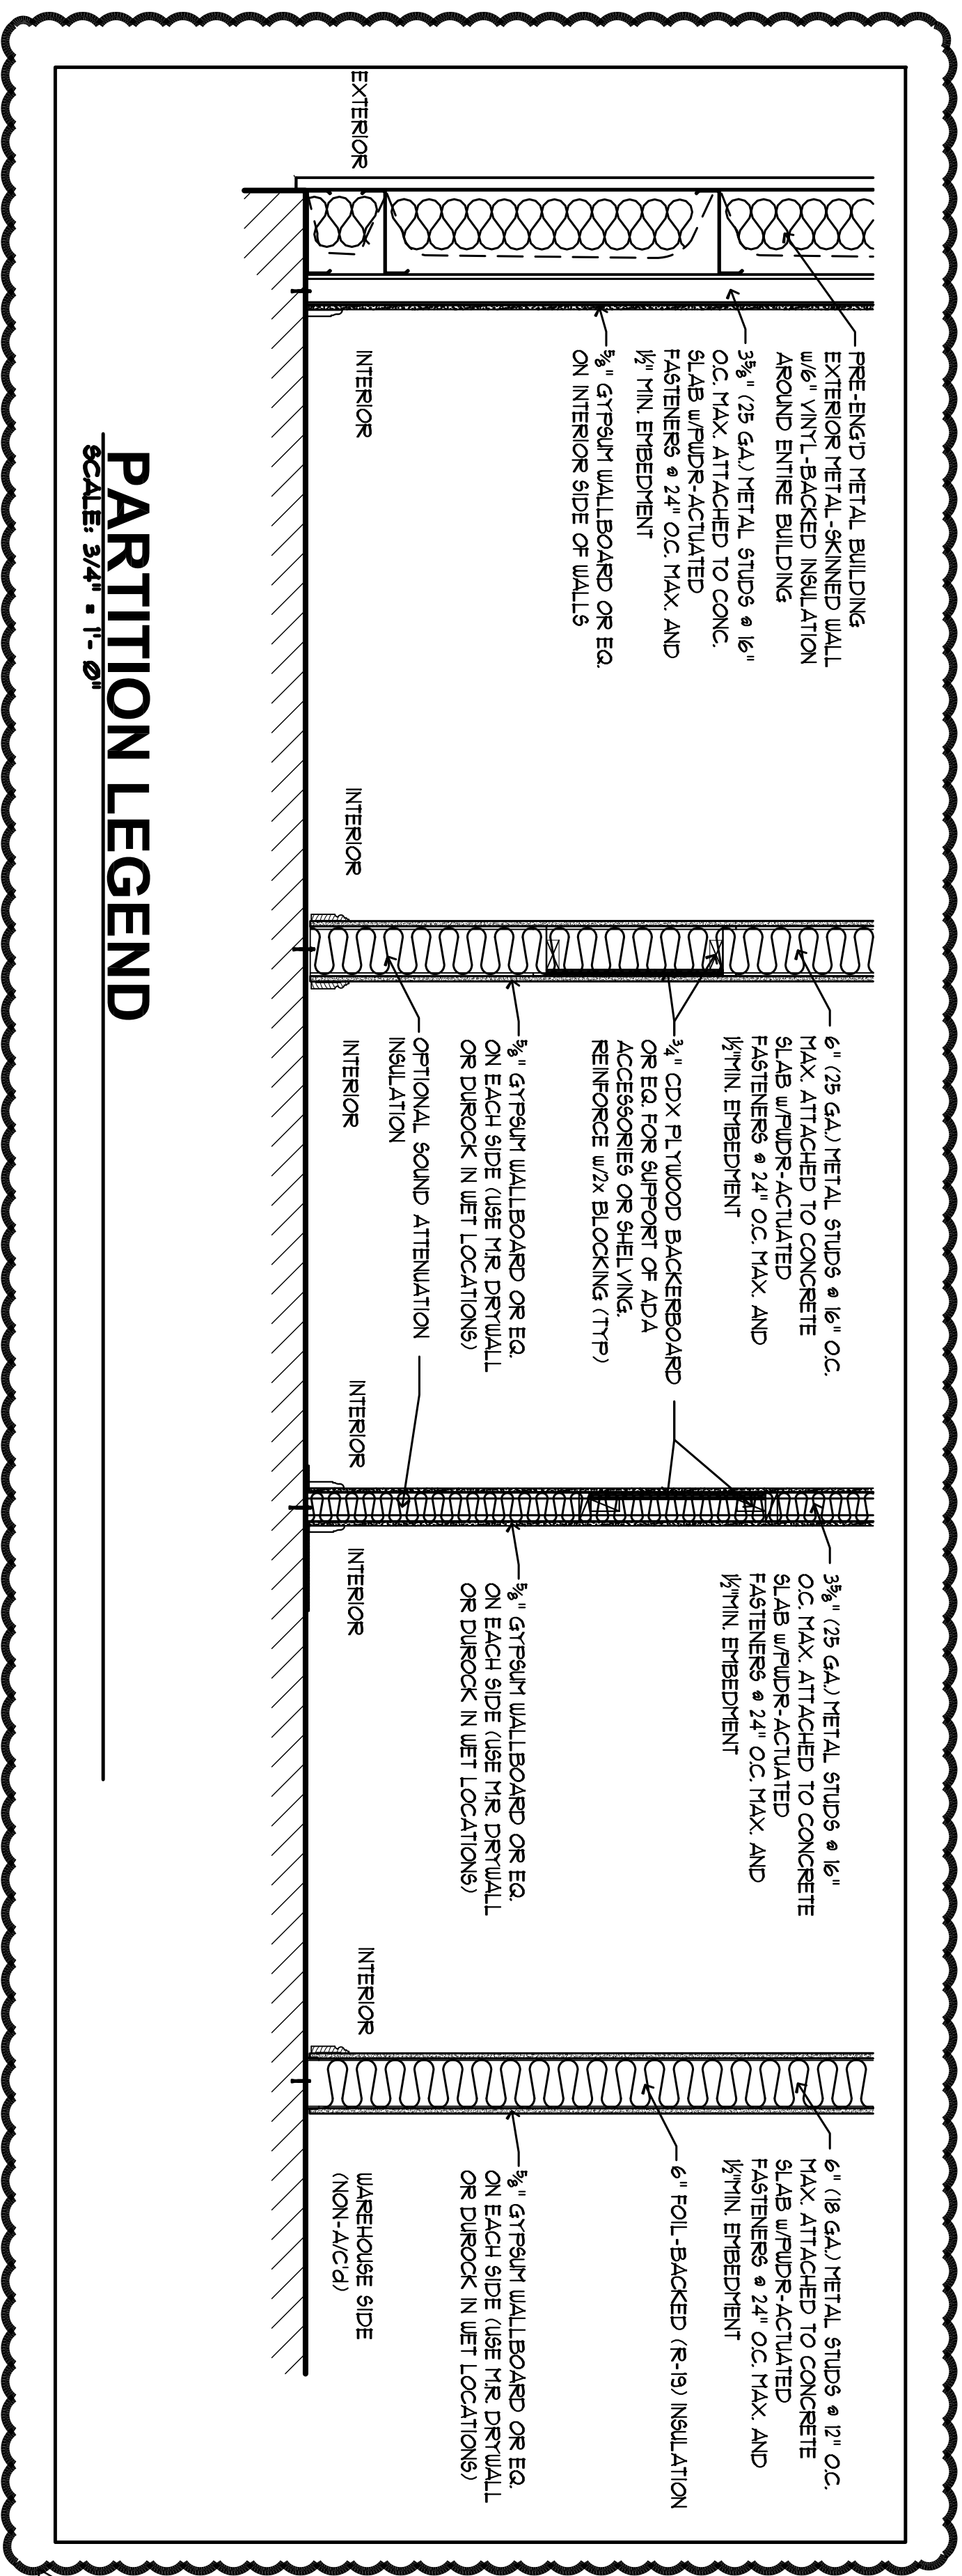 PRE-ENG'D METAL BUILDING
EXTERIOR METAL-SKINNED WALL
w/6" VINYL-BACKED INSULATION
AROUND ENTIRE BUILDING
3⅝" (25 GA.) METAL STUDS @ 16"
O.C. MAX. ATTACHED TO CONC.
SLAB w/PWDR-ACTUATED
FASTENERS @ 24" O.C. MAX. AND
½" MIN. EMBEDMENT
⅝" GYPSUM WALLBOARD OR EQ.
ON INTERIOR SIDE OF WALLS
EXTERIOR
INTERIOR
INTERIOR
6" (25 GA.) METAL STUDS @ 16" O.C.
MAX. ATTACHED TO CONCRETE
SLAB w/PWDR-ACTUATED
FASTENERS @ 24" O.C. MAX. AND
½"MIN. EMBEDMENT
¾" CDX PLYWOOD BACKERBOARD
OR EQ. FOR SUPPORT OF ADA
ACCESSORIES OR SHELVING.
REINFORCE w/2x BLOCKING (TYP)
⅝" GYPSUM WALLBOARD OR EQ.
ON EACH SIDE (USE M.R. DRYWALL
OR DUROCK IN WET LOCATIONS)
OPTIONAL SOUND ATTENUATION
INSULATION
INTERIOR
INTERIOR
3⅝" (25 GA.) METAL STUDS @ 16"
O.C. MAX. ATTACHED TO CONCRETE
SLAB w/PWDR-ACTUATED
FASTENERS @ 24" O.C. MAX. AND
½"MIN. EMBEDMENT
⅝" GYPSUM WALLBOARD OR EQ.
ON EACH SIDE (USE M.R. DRYWALL
OR DUROCK IN WET LOCATIONS)
INTERIOR
INTERIOR
6" (18 GA.) METAL STUDS @ 12" O.C.
MAX. ATTACHED TO CONCRETE
SLAB w/PWDR-ACTUATED
FASTENERS @ 24" O.C. MAX. AND
½"MIN. EMBEDMENT
6" FOIL-BACKED (R-19) INSULATION
⅝" GYPSUM WALLBOARD OR EQ.
ON EACH SIDE (USE M.R. DRYWALL
OR DUROCK IN WET LOCATIONS)
WAREHOUSE SIDE
(NON-A/C'd)
PARTITION LEGEND
SCALE: 3/4" = 1'- 0"